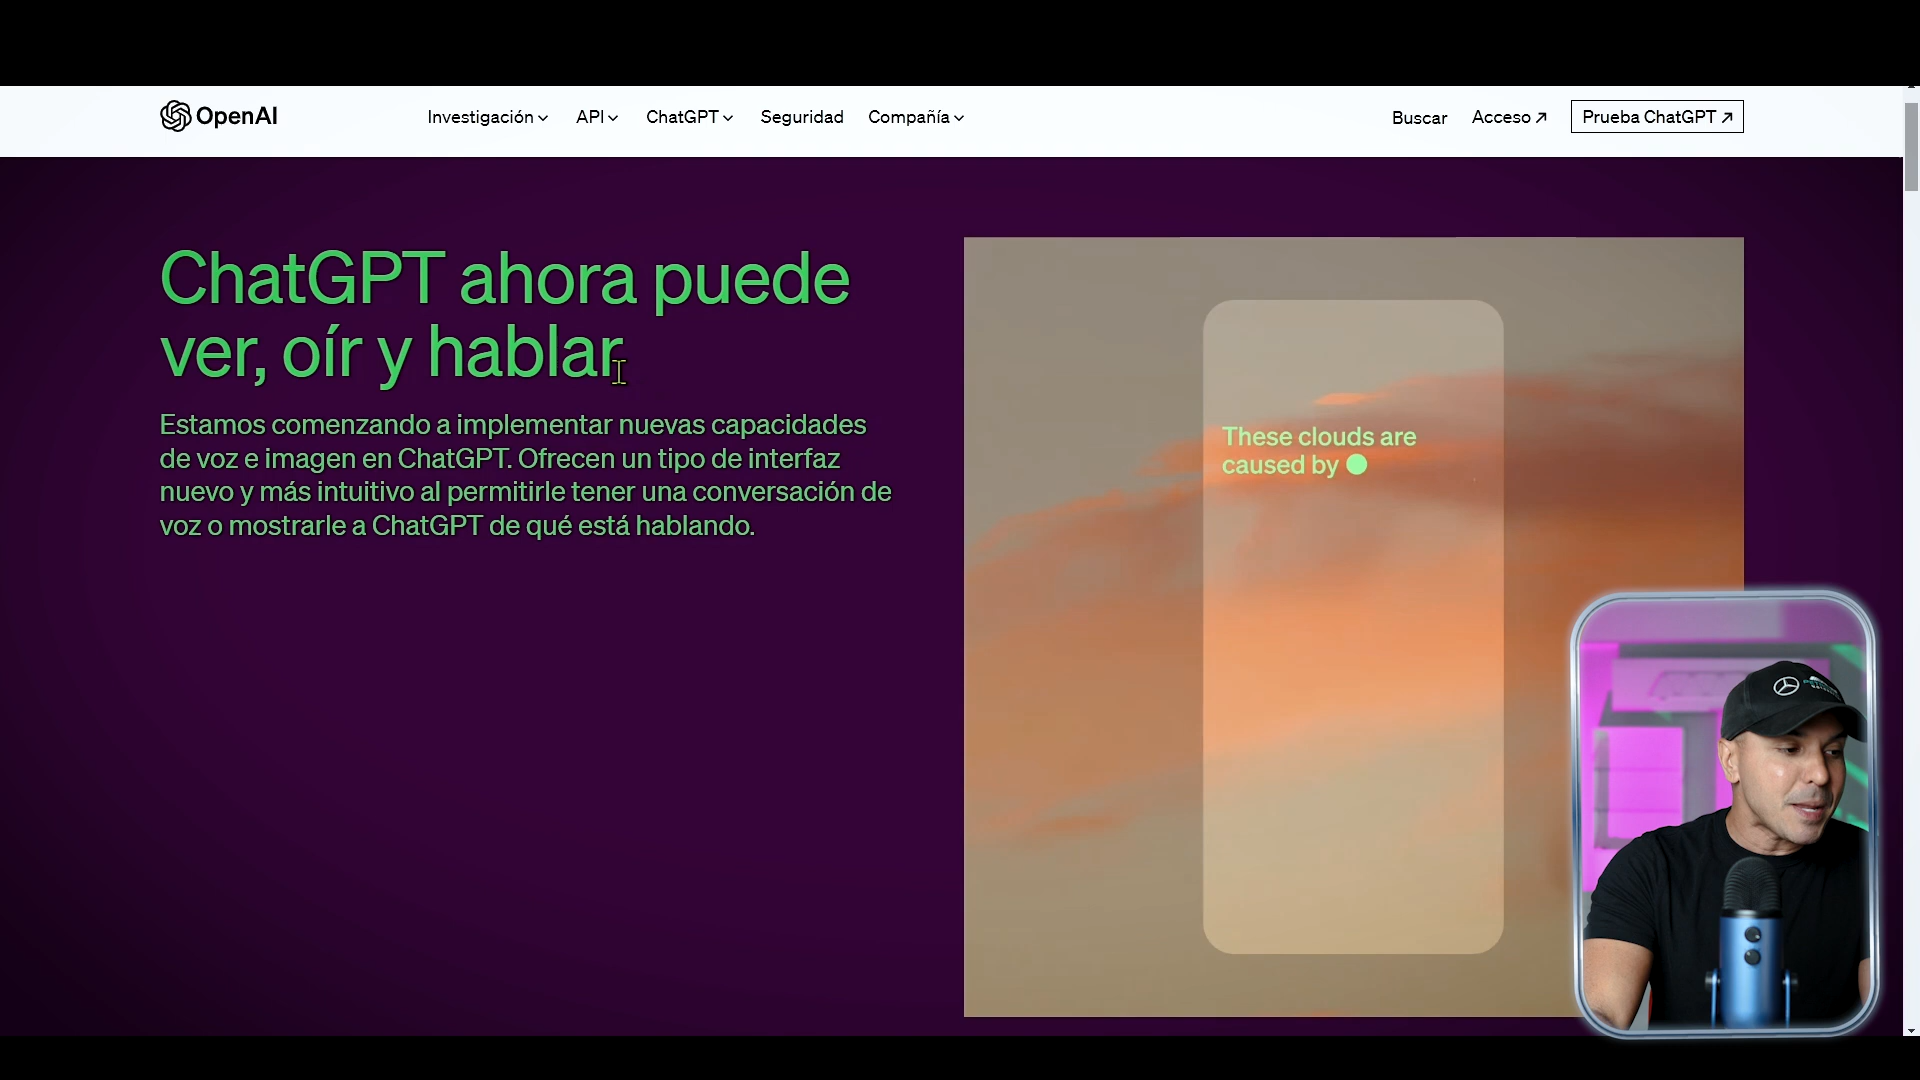 OpenAI
Investigación
API
ChatGPT
Seguridad
Compañía
Buscar
Acceso
Prueba ChatGPT
ChatGPT ahora puede
ver, oír y hablar
Estamos comenzando a implementar nuevas capacidades
de voz e imagen en ChatGPT. Ofrecen un tipo de interfaz
nuevo y más intuitivo al permitirle tener una conversación de
voz o mostrarle a ChatGPT de qué está hablando.
These clouds are
caused by